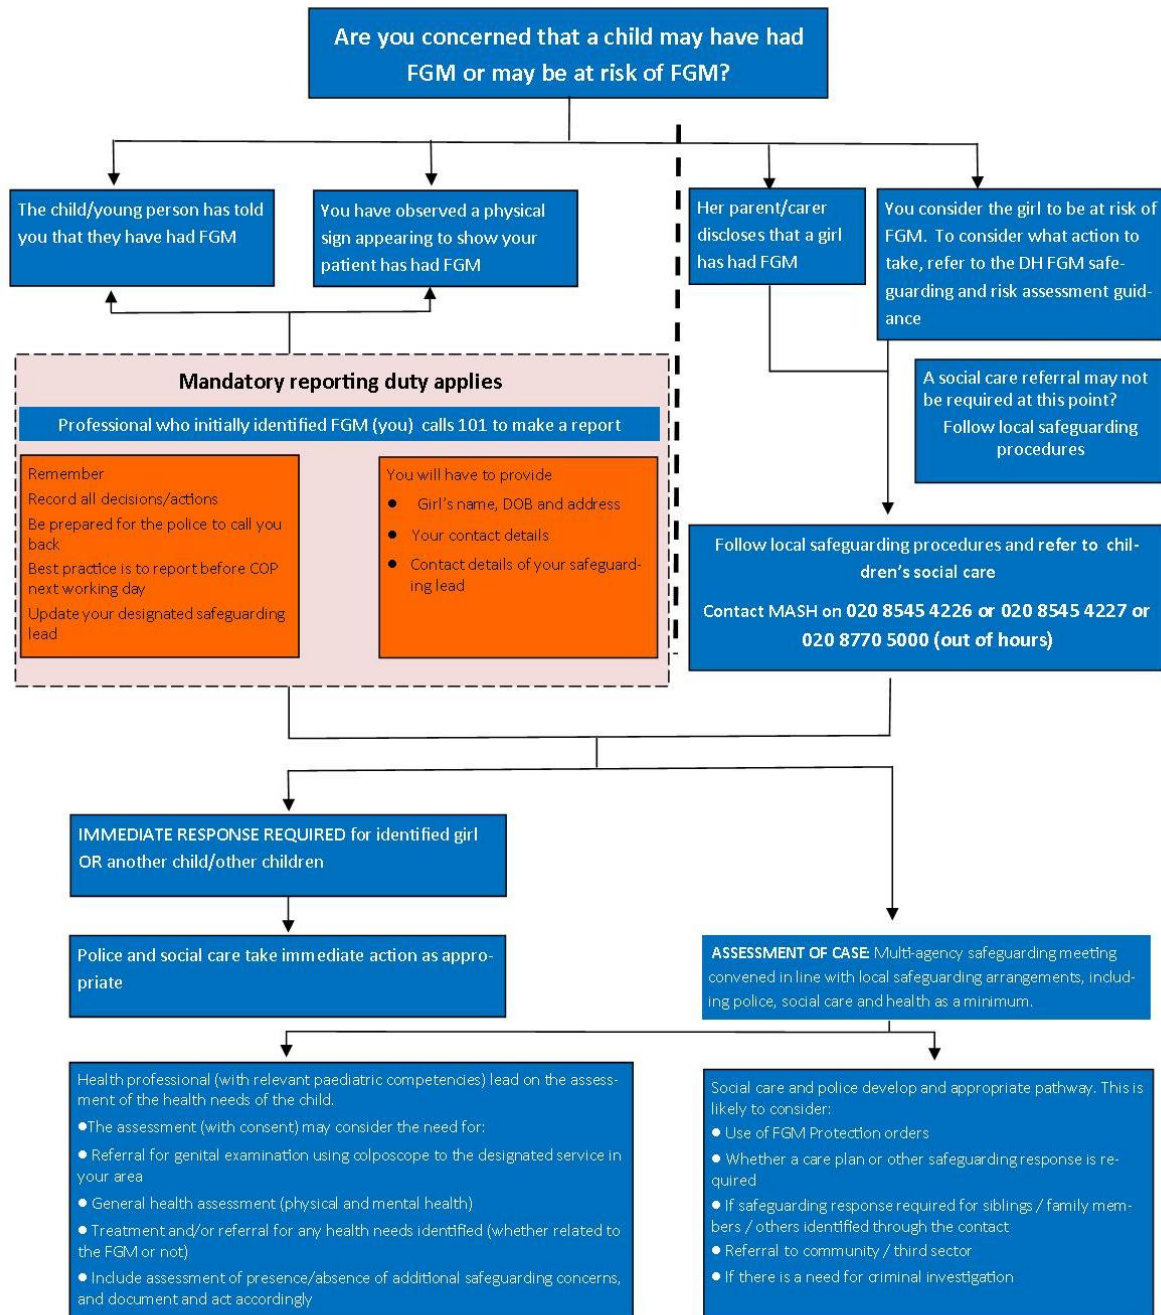 Are you concerned that a child may have had
FGM or may be at risk of FGM?
The child/young person has told
you that they have had FGM
You have observed a physical
sign appearing to show your
patient has had FGM
Her parent/carer
discloses that a girl
has had FGM
You consider the girl to be at risk of
FGM. To consider what action to
take, refer to the DH FGM safe-
guarding and risk assessment guid-
ance
Mandatory reporting duty applies
Professional who initially identified FGM (you) calls 101 to make a report
Remember
Record all decisions/actions
Be prepared for the police to call you
back
Best practice is to report before COP
next working day
Update your designated safeguarding
lead
You will have to provide
● Girl's name, DOB and address
● Your contact details
● Contact details of your safeguard-
ing lead
A social care referral may not
be required at this point?
Follow local safeguarding
procedures
Follow local safeguarding procedures and refer to chil-
dren's social care
Contact MASH on 020 8545 4226 or 020 8545 4227 or
020 8770 5000 (out of hours)
IMMEDIATE RESPONSE REQUIRED for identified girl
OR another child/other children
Police and social care take immediate action as appro-
priate
ASSESSMENT OF CASE: Multi-agency safeguarding meeting
convened in line with local safeguarding arrangements, includ-
ing police, social care and health as a minimum.
Health professional (with relevant paediatric competencies) lead on the assess-
ment of the health needs of the child.
●The assessment (with consent) may consider the need for:
● Referral for genital examination using colposcope to the designated service in
your area
● General health assessment (physical and mental health)
● Treatment and/or referral for any health needs identified (whether related to
the FGM or not)
● Include assessment of presence/absence of additional safeguarding concerns,
and document and act accordingly
Social care and police develop and appropriate pathway. This is
likely to consider:
● Use of FGM Protection orders
● Whether a care plan or other safeguarding response is re-
quired
● If safeguarding response required for siblings / family mem-
bers / others identified through the contact
● Referral to community / third sector
● If there is a need for criminal investigation